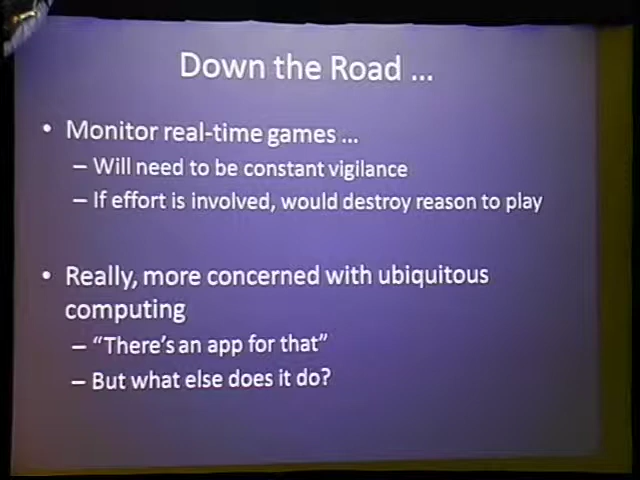 Down the Road ...
• Monitor real-time games ...
– Will need to be constant vigilance
– If effort is involved, would destroy reason to play
• Really, more concerned with ubiquitous
computing
– “There’s an app for that”
– But what else does it do?